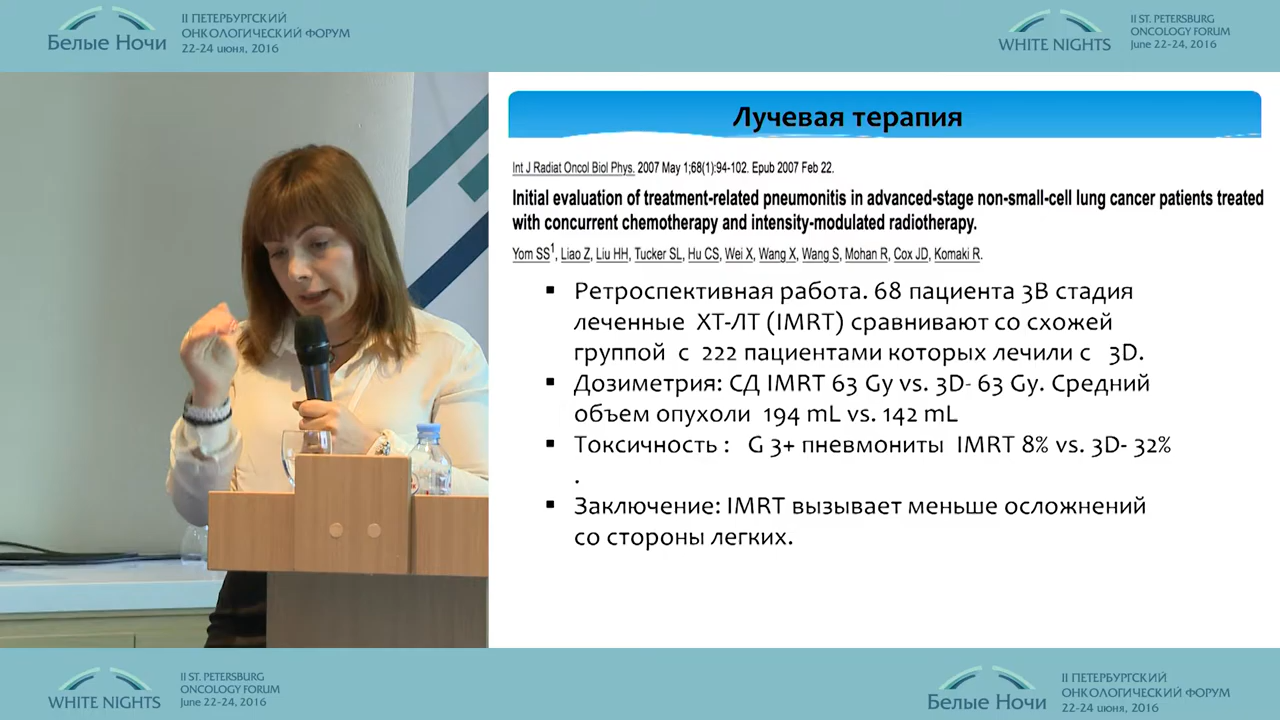 Белые Ночи
II ПЕТЕРБУРГСКИЙ
ОНКОЛОГИЧЕСКИЙ ФОРУМ
22-24 июня, 2016
WHITE NIGHTS
II ST. PETERSBURG
ONCOLOGY FORUM
June 22-24, 2016
Лучевая терапия
Int J Radiat Oncol Biol Phys. 2007 May 1;68(1):94-102. Epub 2007 Feb 22.
Initial evaluation of treatment-related pneumonitis in advanced-stage non-small-cell lung cancer patients treated
with concurrent chemotherapy and intensity-modulated radiotherapy.
Yom SS1, Liao Z, Liu HH, Tucker SL, Hu CS, Wei X, Wang X, Wang S, Mohan R, Cox JD, Komaki R.
▪ Ретроспективная работа. 68 пациента 3В стадия
леченные ХТ-ЛТ (IMRT) сравнивают со схожей
группой с 222 пациентами которых лечили с 3D.
▪ Дозиметрия: СД IMRT 63 Gy vs. 3D- 63 Gy. Средний
объем опухоли 194 mL vs. 142 mL
▪ Токсичность : G 3+ пневмониты IMRT 8% vs. 3D- 32%
.
▪ Заключение: IMRT вызывает меньше осложнений
со стороны легких.
WHITE NIGHTS
II ST. PETERSBURG
ONCOLOGY FORUM
June 22-24, 2016
Белые Ночи
II ПЕТЕРБУРГСКИЙ
ОНКОЛОГИЧЕСКИЙ ФОРУМ
22-24 июня, 2016